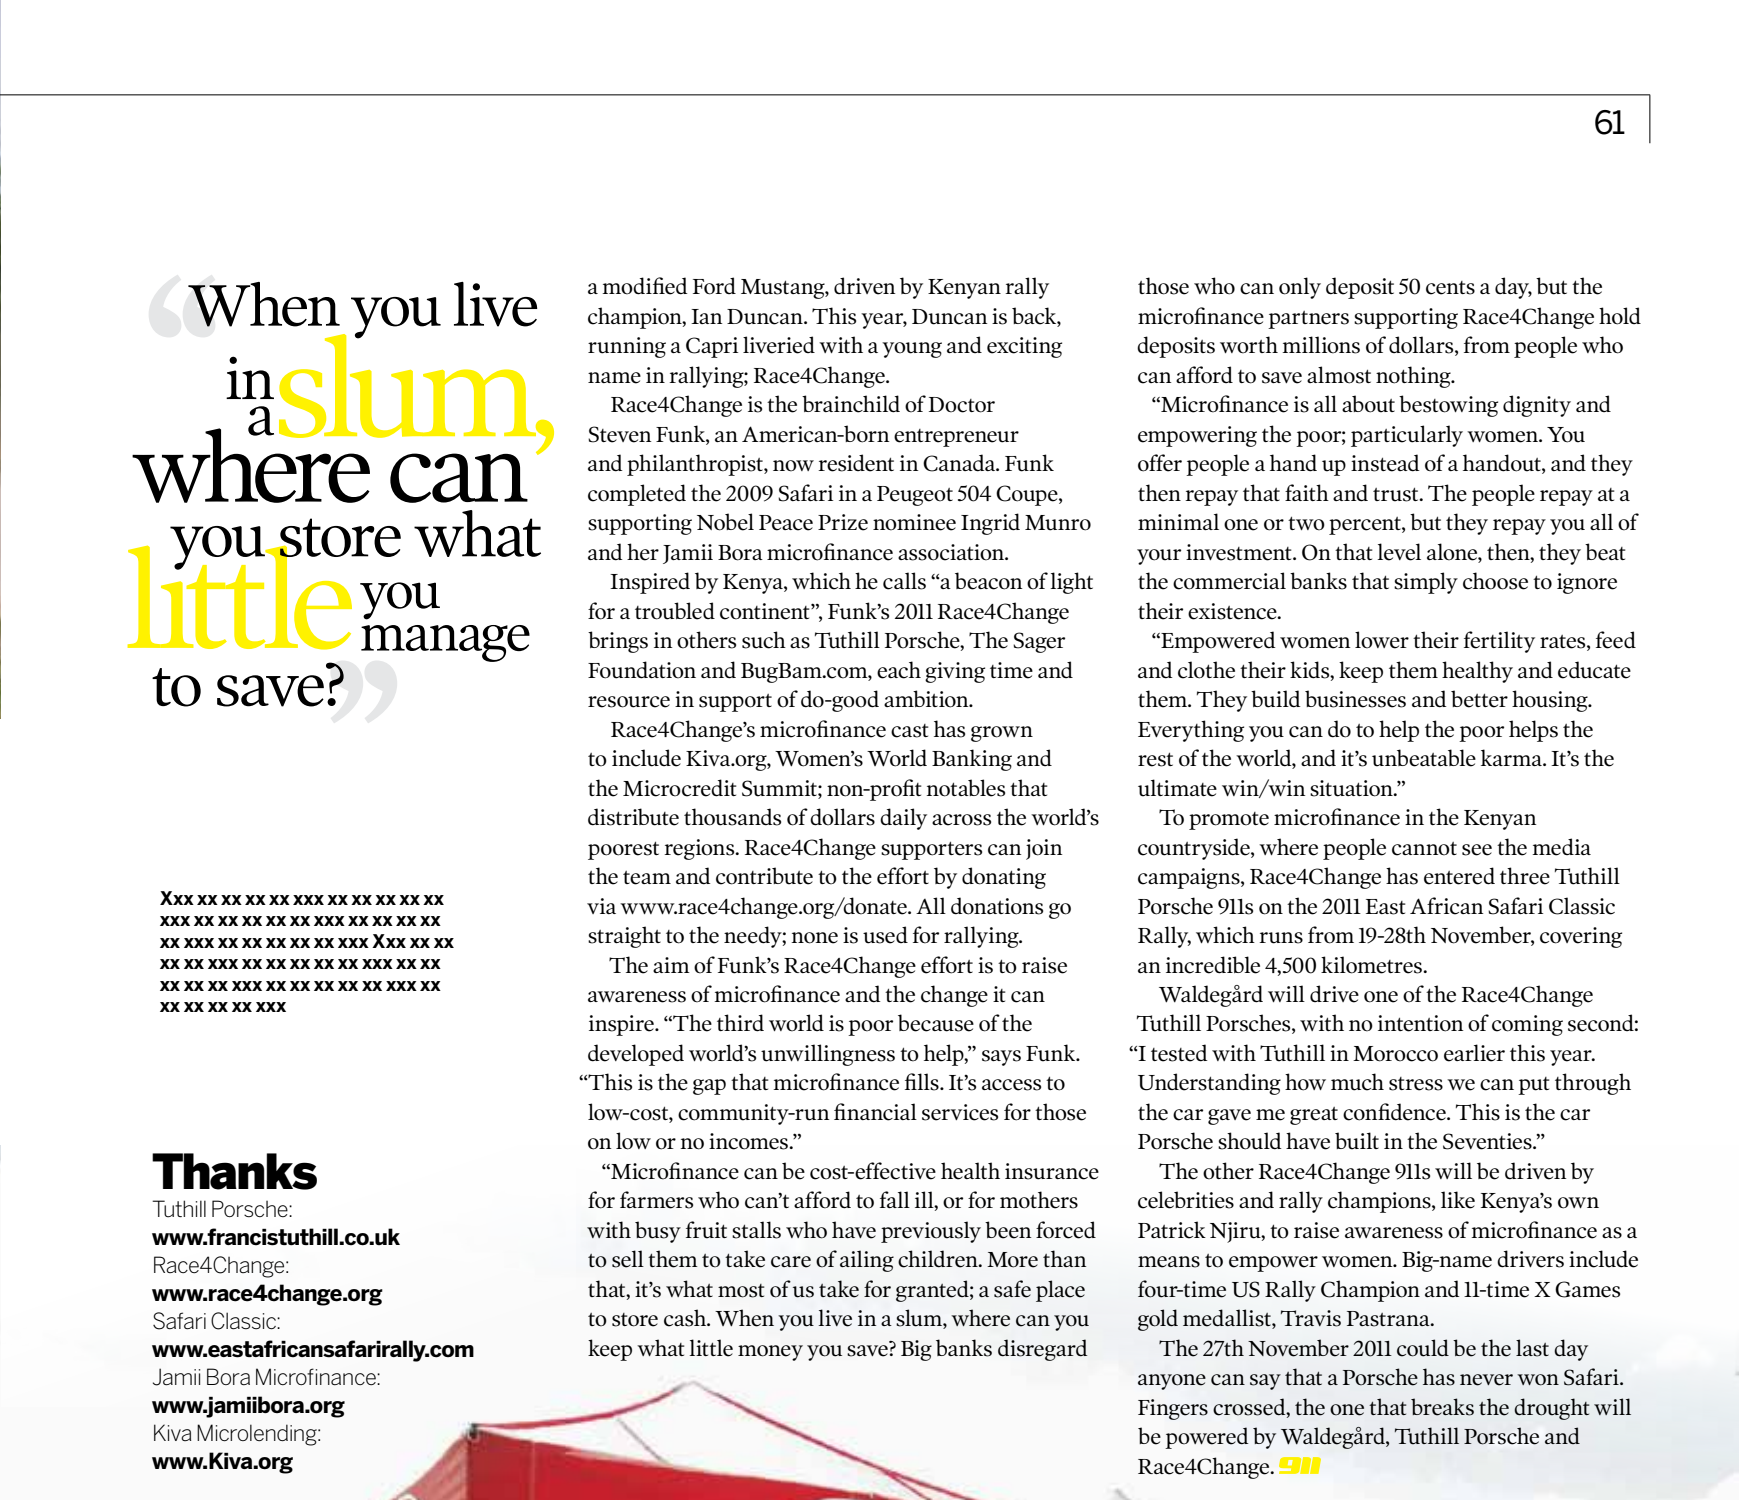 61
“When you live
in
a slum,
where can
you store what
little you
manage
to save?”
Xxx xx xx xx xx xxx xx xx xx xx xx
xxx xx xx xx xx xxx xx xx xx xx
xx xxx xx xx xx xx xx xxx Xxx xx xx
xx xx xxx xx xx xx xx xx xxx xx xx
xx xx xx xxx xx xx xx xx xx xxx xx
xx xx xx xx xxx
Thanks
Tuthill Porsche:
www.francistuthill.co.uk
Race4Change:
www.race4change.org
Safari Classic:
www.eastafricansafarirally.com
Jamii Bora Microfinance:
www.jamiibora.org
Kiva Microlending:
www.Kiva.org
a modified Ford Mustang, driven by Kenyan rally
champion, Ian Duncan. This year, Duncan is back,
running a Capri liveried with a young and exciting
name in rallying; Race4Change.
Race4Change is the brainchild of Doctor
Steven Funk, an American-born entrepreneur
and philanthropist, now resident in Canada. Funk
completed the 2009 Safari in a Peugeot 504 Coupe,
supporting Nobel Peace Prize nominee Ingrid Munro
and her Jamii Bora microfinance association.
Inspired by Kenya, which he calls “a beacon of light
for a troubled continent”, Funk’s 2011 Race4Change
brings in others such as Tuthill Porsche, The Sager
Foundation and BugBam.com, each giving time and
resource in support of do-good ambition.
Race4Change’s microfinance cast has grown
to include Kiva.org, Women’s World Banking and
the Microcredit Summit; non-profit notables that
distribute thousands of dollars daily across the world’s
poorest regions. Race4Change supporters can join
the team and contribute to the effort by donating
via www.race4change.org/donate. All donations go
straight to the needy; none is used for rallying.
The aim of Funk’s Race4Change effort is to raise
awareness of microfinance and the change it can
inspire. “The third world is poor because of the
developed world’s unwillingness to help,” says Funk.
“This is the gap that microfinance fills. It’s access to
low-cost, community-run financial services for those
on low or no incomes.”
“Microfinance can be cost-effective health insurance
for farmers who can’t afford to fall ill, or for mothers
with busy fruit stalls who have previously been forced
to sell them to take care of ailing children. More than
that, it’s what most of us take for granted; a safe place
to store cash. When you live in a slum, where can you
keep what little money you save? Big banks disregard
those who can only deposit 50 cents a day, but the
microfinance partners supporting Race4Change hold
deposits worth millions of dollars, from people who
can afford to save almost nothing.
“Microfinance is all about bestowing dignity and
empowering the poor; particularly women. You
offer people a hand up instead of a handout, and they
then repay that faith and trust. The people repay at a
minimal one or two percent, but they repay you all of
your investment. On that level alone, then, they beat
the commercial banks that simply choose to ignore
their existence.
“Empowered women lower their fertility rates, feed
and clothe their kids, keep them healthy and educate
them. They build businesses and better housing.
Everything you can do to help the poor helps the
rest of the world, and it’s unbeatable karma. It’s the
ultimate win/win situation.”
To promote microfinance in the Kenyan
countryside, where people cannot see the media
campaigns, Race4Change has entered three Tuthill
Porsche 911s on the 2011 East African Safari Classic
Rally, which runs from 19-28th November, covering
an incredible 4,500 kilometres.
Waldegård will drive one of the Race4Change
Tuthill Porsches, with no intention of coming second:
“I tested with Tuthill in Morocco earlier this year.
Understanding how much stress we can put through
the car gave me great confidence. This is the car
Porsche should have built in the Seventies.”
The other Race4Change 911s will be driven by
celebrities and rally champions, like Kenya’s own
Patrick Njiru, to raise awareness of microfinance as a
means to empower women. Big-name drivers include
four-time US Rally Champion and 11-time X Games
gold medallist, Travis Pastrana.
The 27th November 2011 could be the last day
anyone can say that a Porsche has never won Safari.
Fingers crossed, the one that breaks the drought will
be powered by Waldegård, Tuthill Porsche and
Race4Change. 911